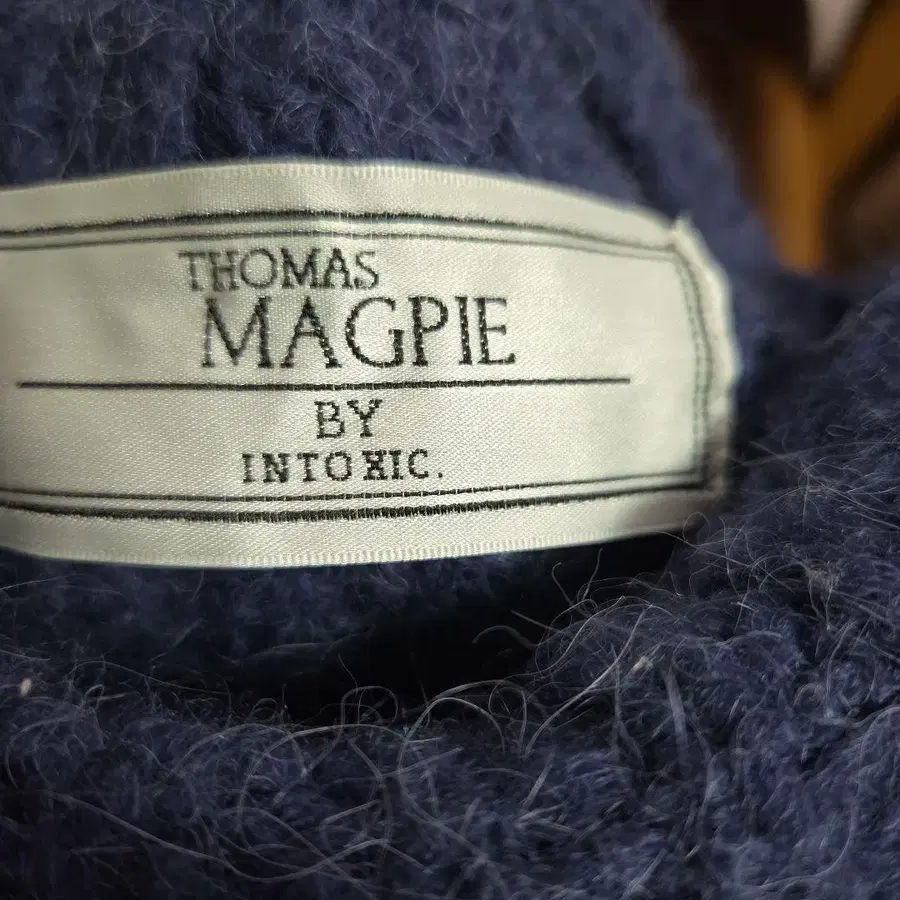 THOMAS
MAGPIE
BY
INTOXIC.